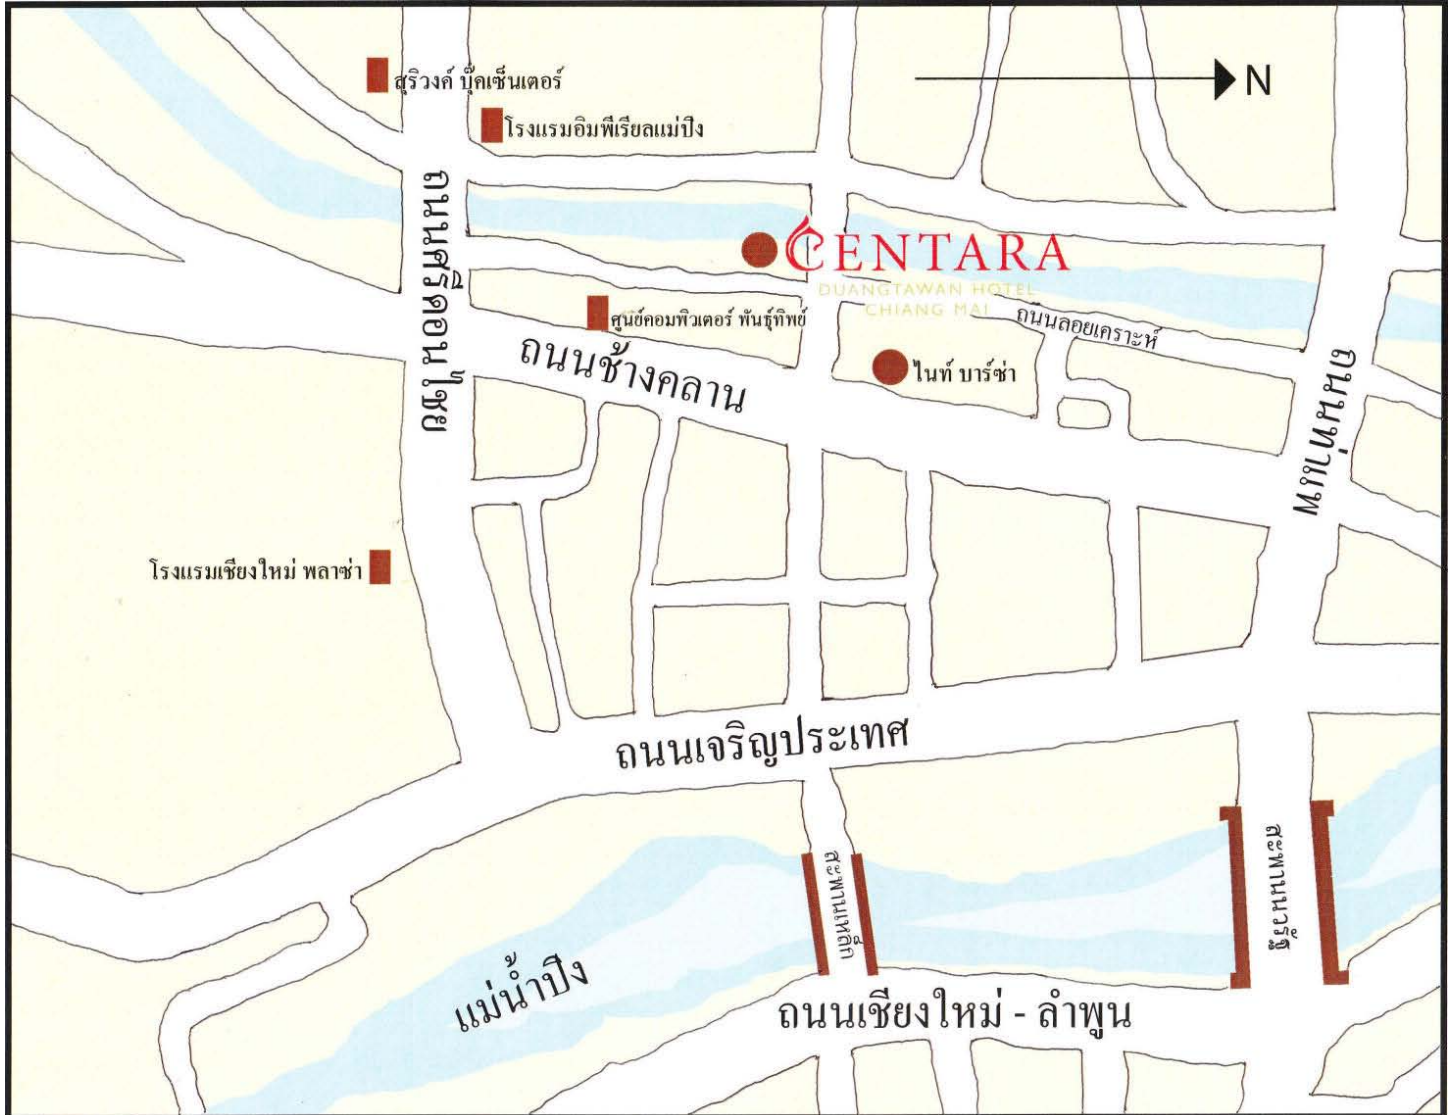 สุริวงค์ บุ๊คเซ็นเตอร์
N
โรงแรมอิมพีเรียลแม่ปิง
ถนนศรีดอนไชย
CENTARA
DUANGTAWAN HOTEL
CHIANG MAI
ศูนย์คอมพิวเตอร์ พันธุ์ทิพย์
ถนนลอยเคราะห์
ถนนช้างคลาน
ไนท์ บาร์ซ่า
ถนนท่าแพ
โรงแรมเชียงใหม่ พลาซ่า
ถนนเจริญประเทศ
สะพานเหล็ก
สะพานนวรัฐ
แม่น้ำปิง
ถนนเชียงใหม่ - ลำพูน